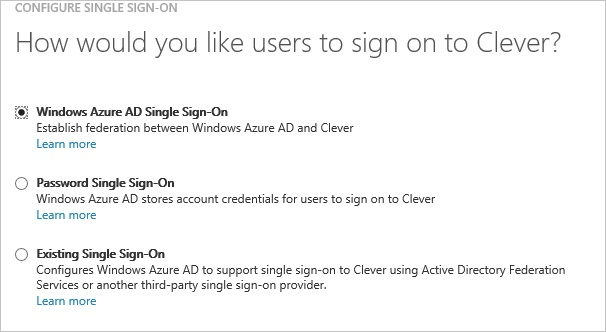 CONFIGURE SINGLE SIGN-ON
How would you like users to sign on to Clever?
Windows Azure AD Single Sign-On
Establish federation between Windows Azure AD and Clever
Learn more
Password Single Sign-On
Windows Azure AD stores account credentials for users to sign on to Clever
Learn more
Existing Single Sign-On
Configures Windows Azure AD to support single sign-on to Clever using Active Directory Federation
Services or another third-party single sign-on provider.
Learn more